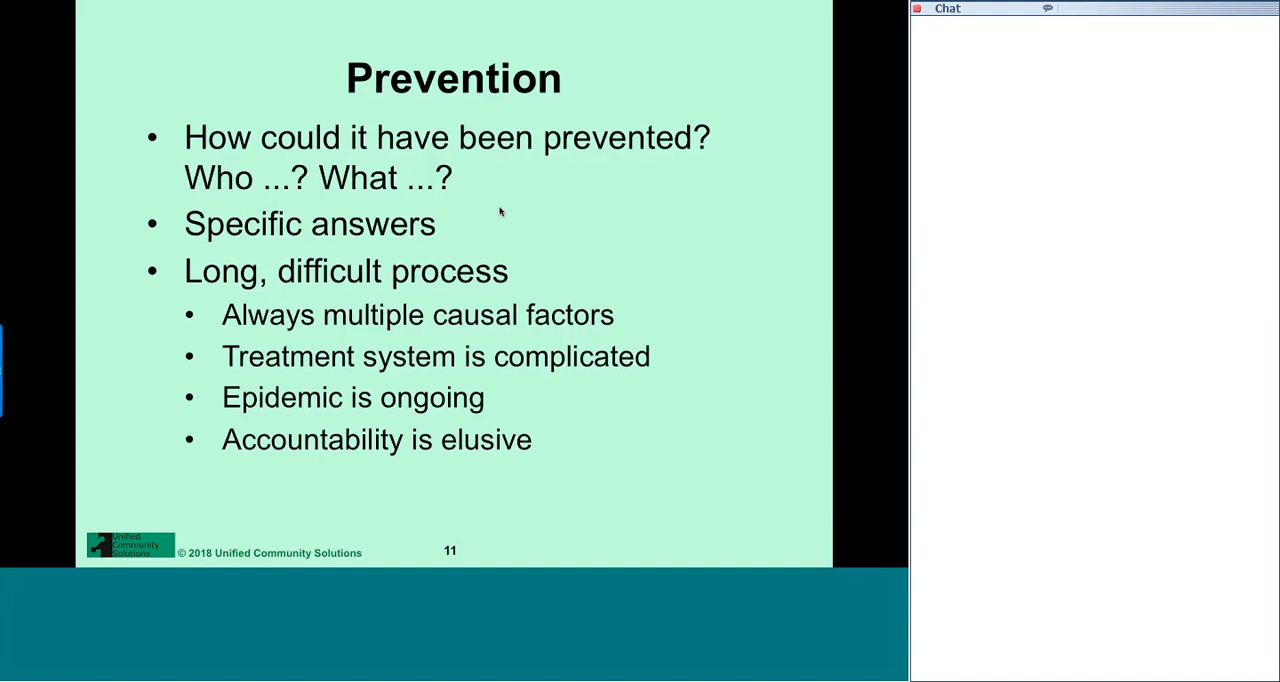 Chat
Prevention
• How could it have been prevented?
Who ...? What ...?
• Specific answers
• Long, difficult process
• Always multiple causal factors
• Treatment system is complicated
• Epidemic is ongoing
• Accountability is elusive
Unified
Community
Solutions
© 2018 Unified Community Solutions
11